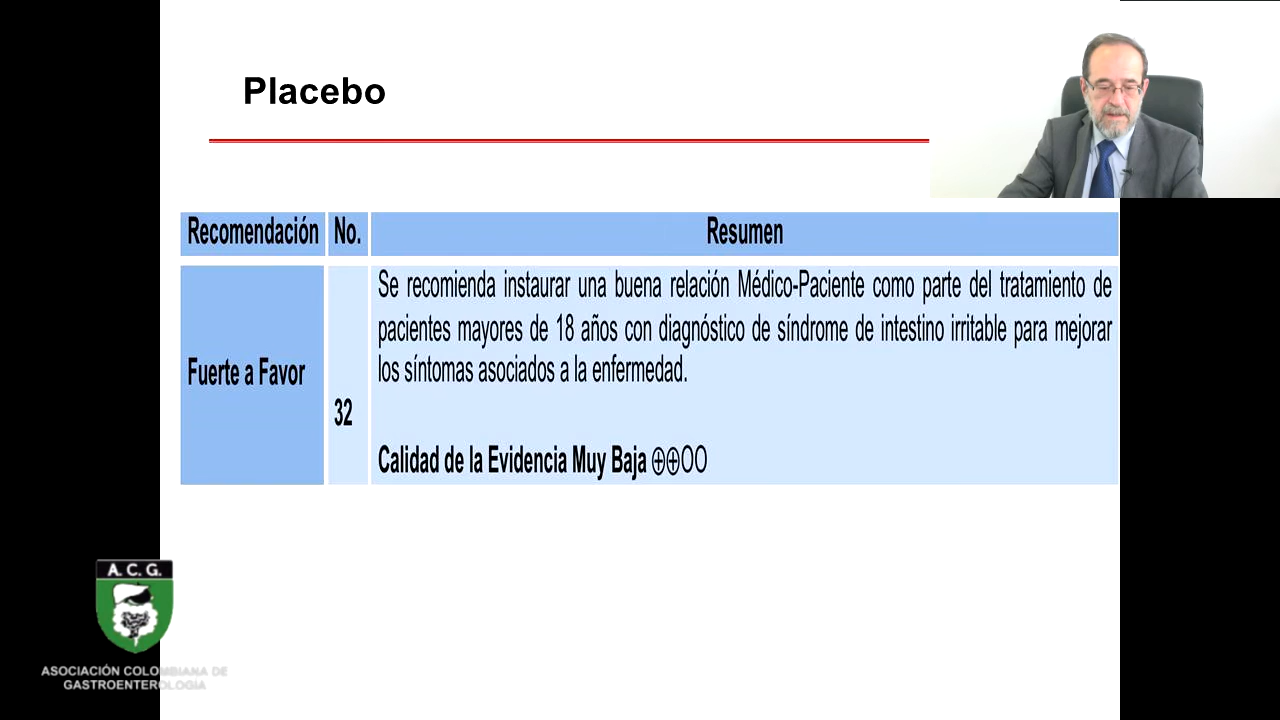 Placebo
Recomendación No. Resumen
Fuerte a Favor
32
Se recomienda instaurar una buena relación Médico-Paciente como parte del tratamiento de
pacientes mayores de 18 años con diagnóstico de síndrome de intestino irritable para mejorar
los síntomas asociados a la enfermedad.
Calidad de la Evidencia Muy Baja ⊕⊕○○
A. C. G.
ASOCIACIÓN COLOMBIANA DE
GASTROENTEROLOGÍA